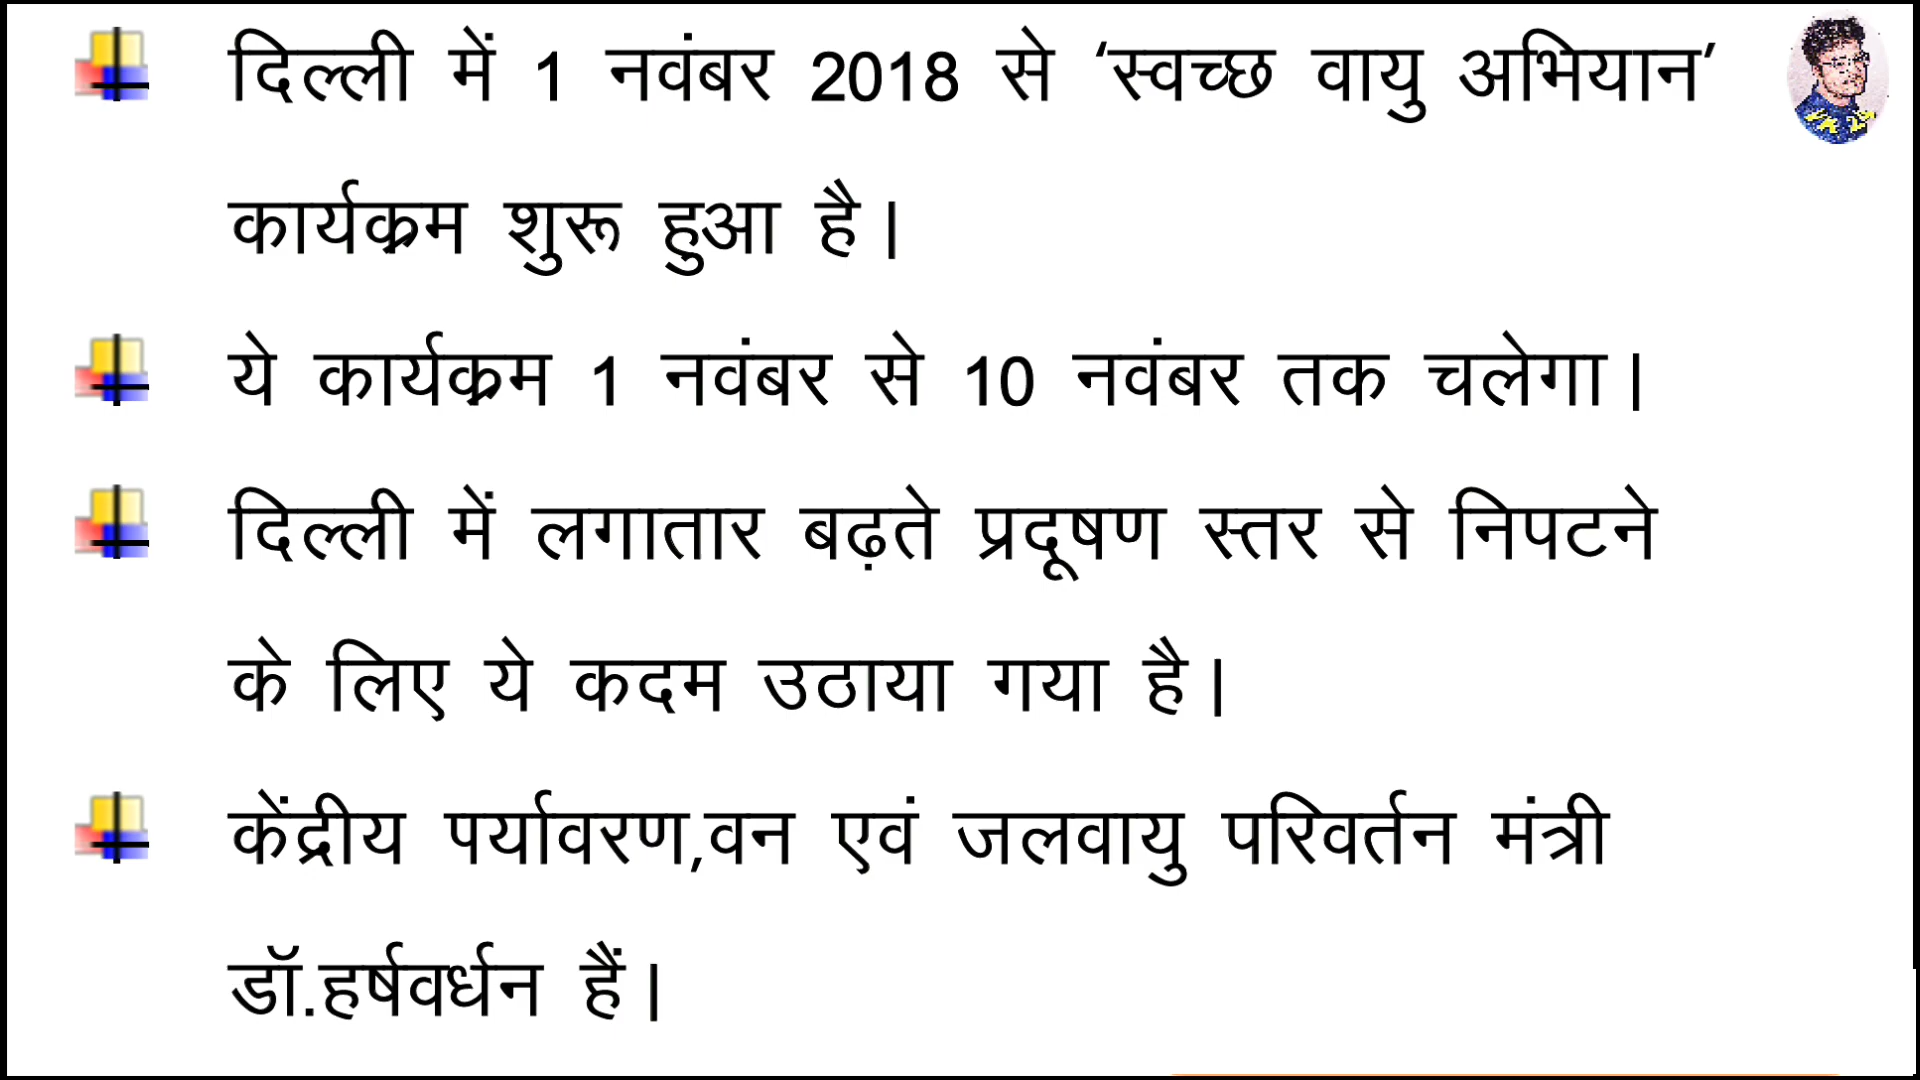 दिल्ली में 1 नवंबर 2018 से ‘स्वच्छ वायु अभियान’
कार्यक्रम शुरू हुआ है।
ये कार्यक्रम 1 नवंबर से 10 नवंबर तक चलेगा।
दिल्ली में लगातार बढ़ते प्रदूषण स्तर से निपटने
के लिए ये कदम उठाया गया है।
केंद्रीय पर्यावरण,वन एवं जलवायु परिवर्तन मंत्री
डॉ.हर्षवर्धन हैं।